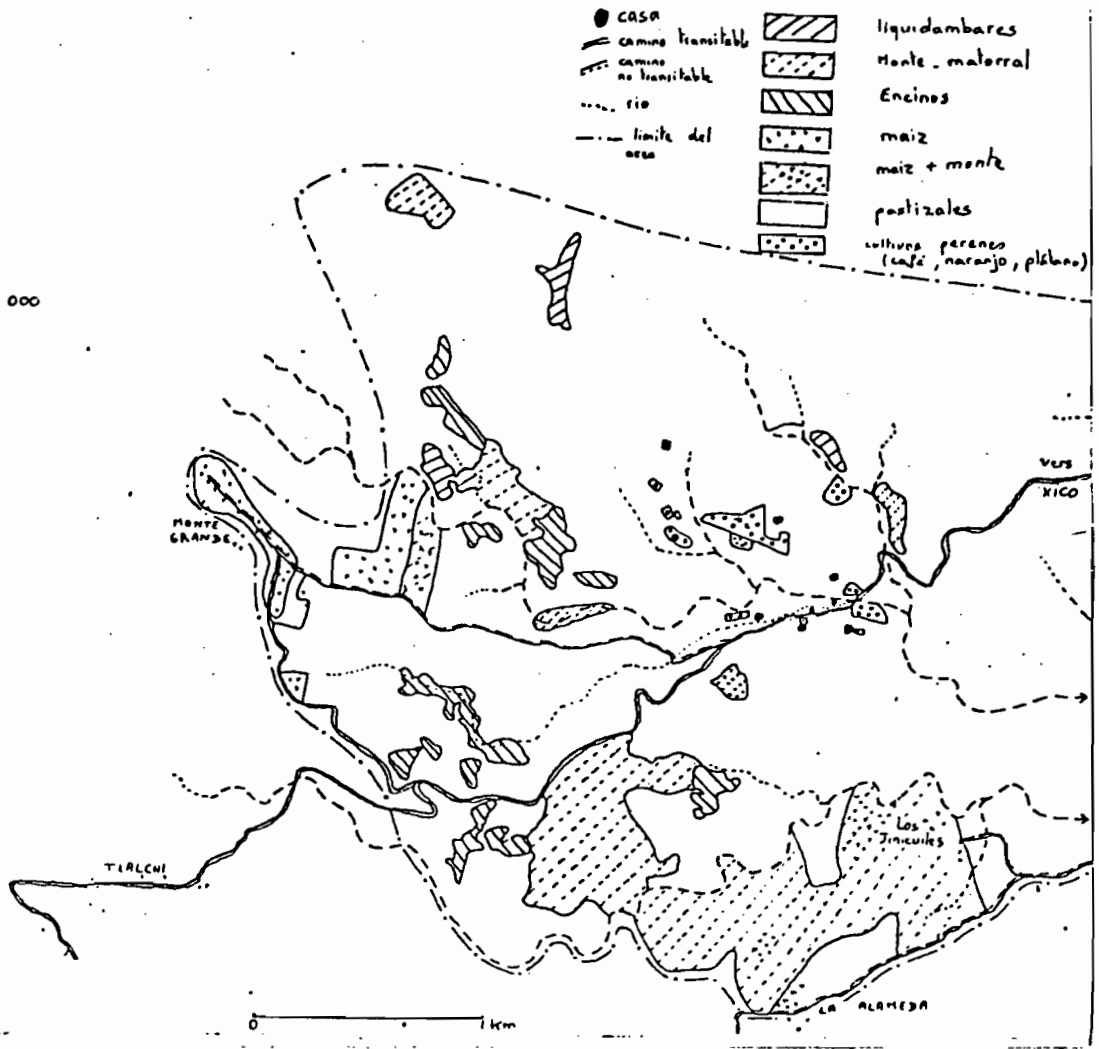 casa
camino transitable
camino
no transitable
rio
limite del
area
liquidambares
Monte - matorral
Encinos
maiz
maiz + monte
pastizales
cultivos perenes
(café, naranjo, plátano)
000
vers
XICO
MONTE
GRANDE
Los
Jinicuiles
TLALCHI
LA ALAMEDA
0 1 km